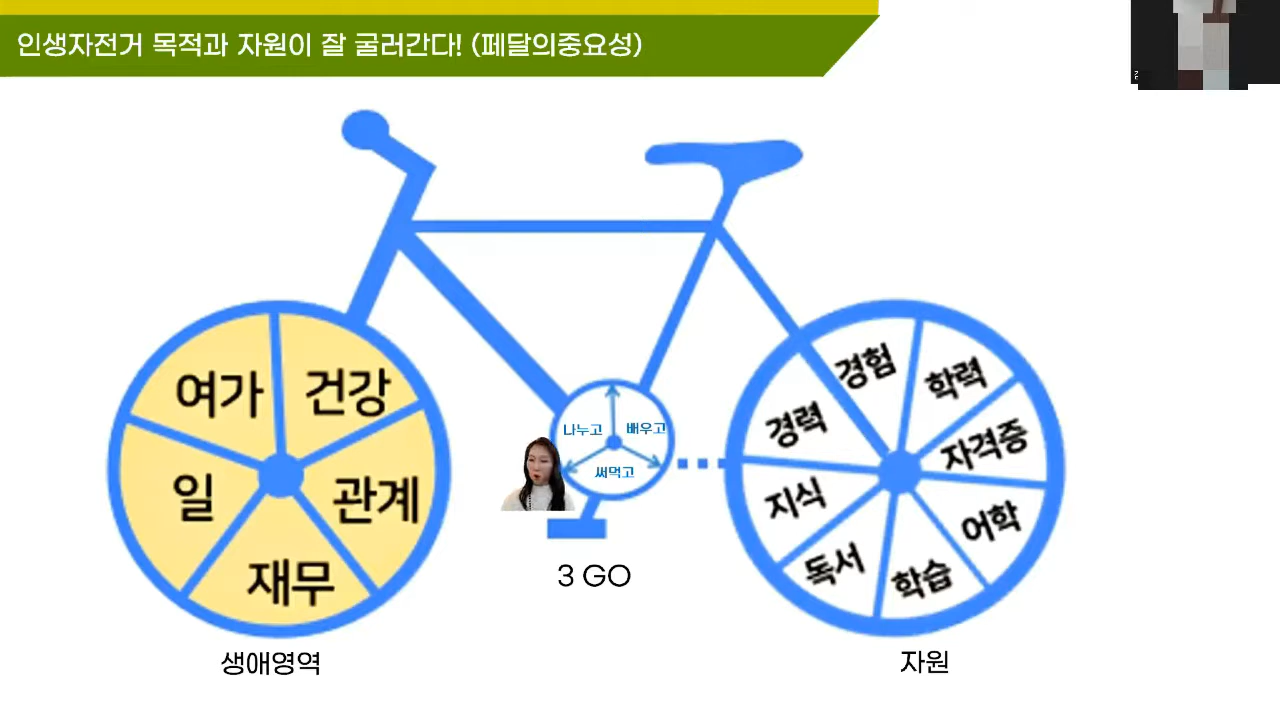 인생자전거 목적과 자원이 잘 굴러간다! (페달의중요성)
여가
건강
일
관계
재무
생애영역
나누고
배우고
써먹고
3 GO
경험
학력
경력
자격증
지식
어학
독서
학습
자원